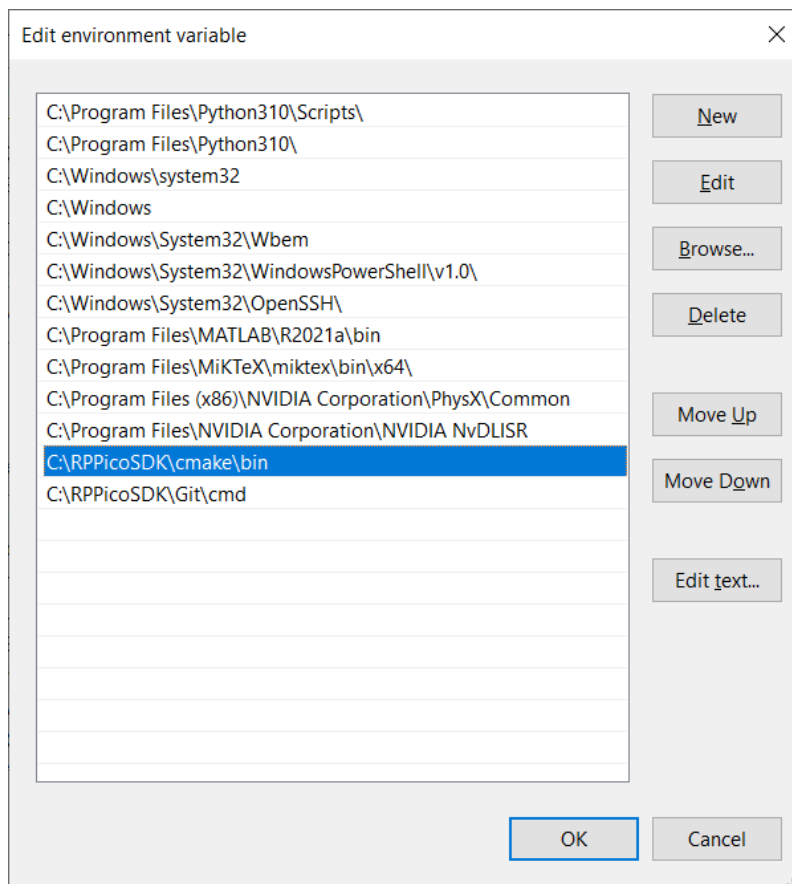 Edit environment variable
C:\Program Files\Python310\Scripts\
C:\Program Files\Python310\
C:\Windows\system32
C:\Windows
C:\Windows\System32\Wbem
C:\Windows\System32\WindowsPowerShell\v1.0\
C:\Windows\System32\OpenSSH\
C:\Program Files\MATLAB\R2021a\bin
C:\Program Files\MiKTeX\miktex\bin\x64\
C:\Program Files (x86)\NVIDIA Corporation\PhysX\Common
C:\Program Files\NVIDIA Corporation\NVIDIA NvDLISR
C:\RPPicoSDK\cmake\bin
C:\RPPicoSDK\Git\cmd
New
Edit
Browse...
Delete
Move Up
Move Down
Edit text...
OK
Cancel